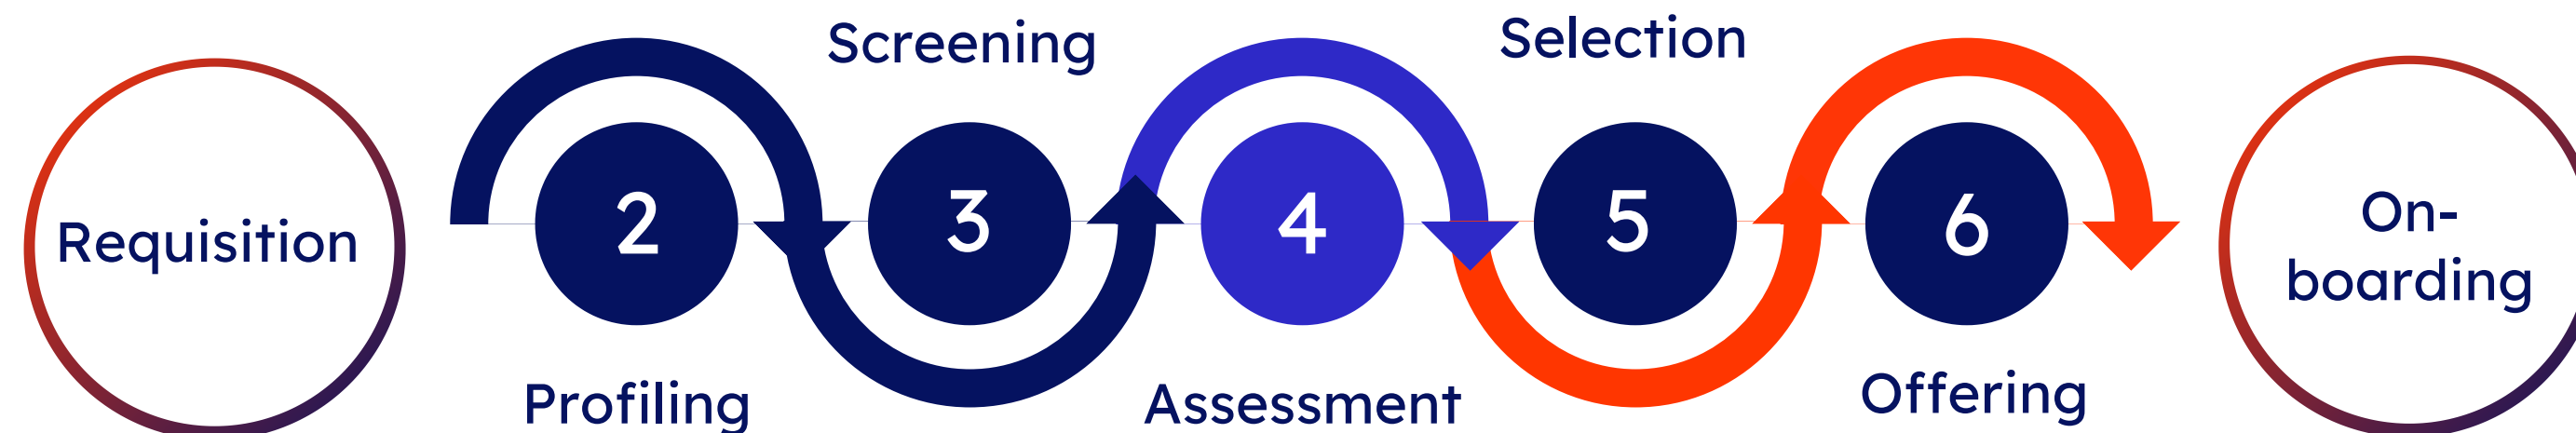 Requisition
2
Profiling
Screening
3
4
Assessment
Selection
5
6
Offering
On-
boarding